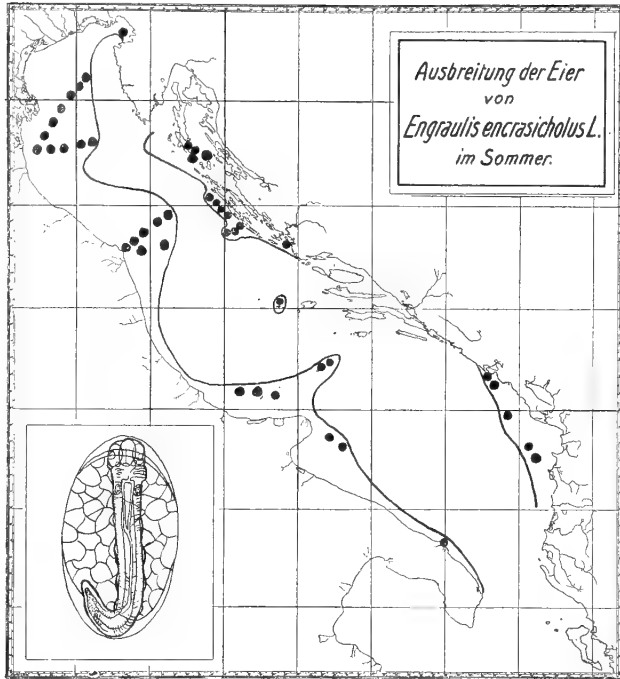 Ausbreitung der Eier
von
Engraulis encrasicholus L.
im Sommer.